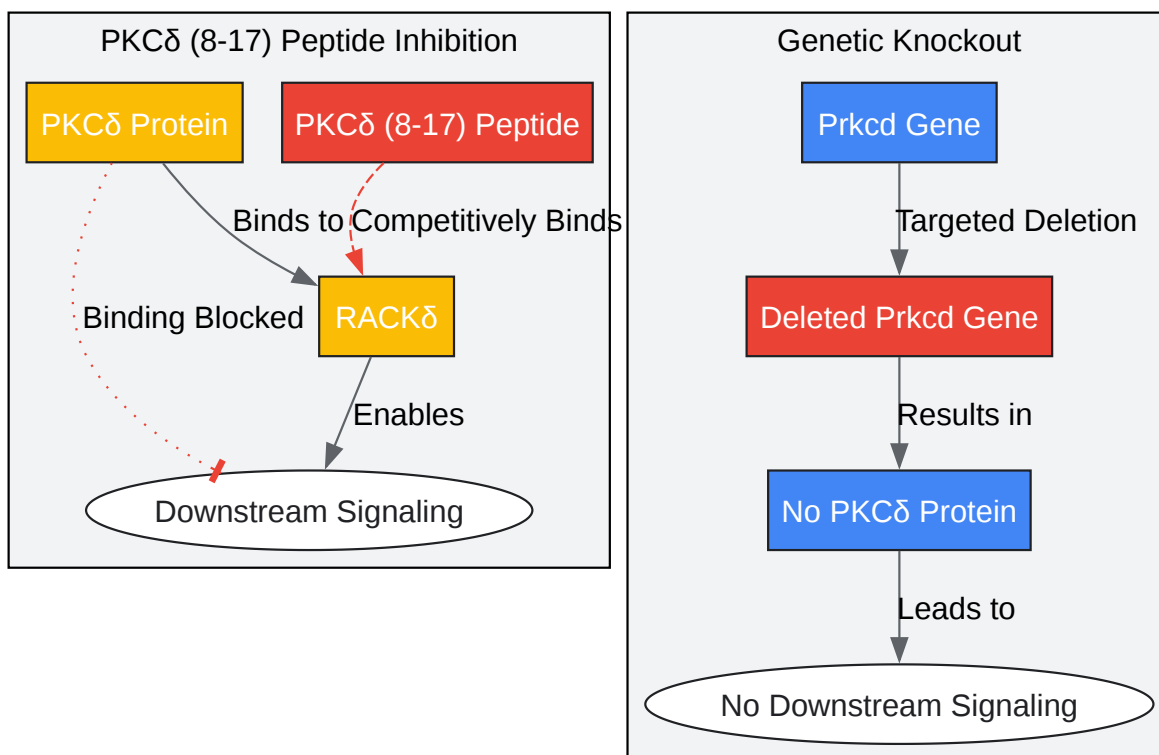 PKCδ (8-17) Peptide Inhibition
PKCδ Protein
PKCδ (8-17) Peptide
Binds to
Competitively Binds
Binding Blocked
RACKδ
Enables
Downstream Signaling
Genetic Knockout
Prkcd Gene
Targeted Deletion
Deleted Prkcd Gene
Results in
No PKCδ Protein
Leads to
No Downstream Signaling